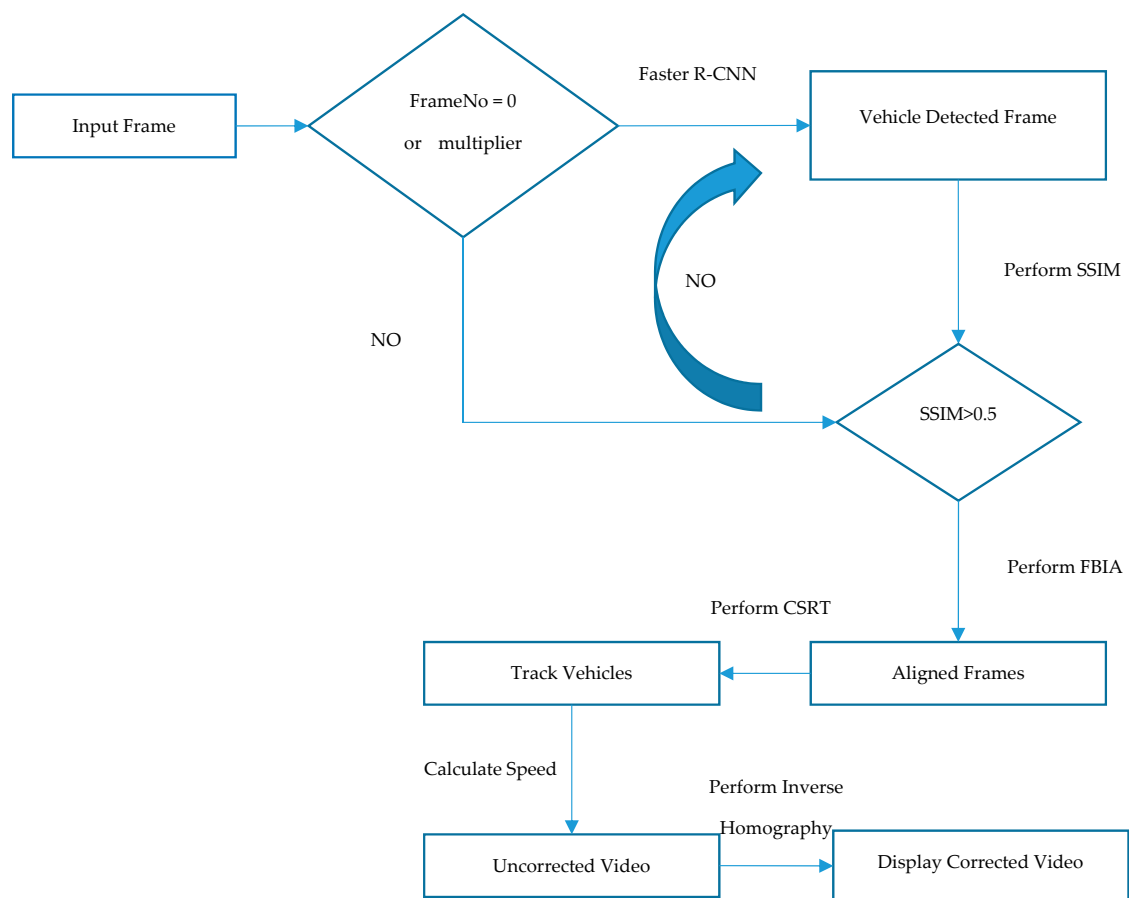 Faster R-CNN
Input Frame
FrameNo = 0
or multiplier
Vehicle Detected Frame
Perform SSIM
NO
NO
SSIM>0.5
Perform FBIA
Perform CSRT
Track Vehicles
Aligned Frames
Calculate Speed
Perform Inverse
Homography
Uncorrected Video
Display Corrected Video